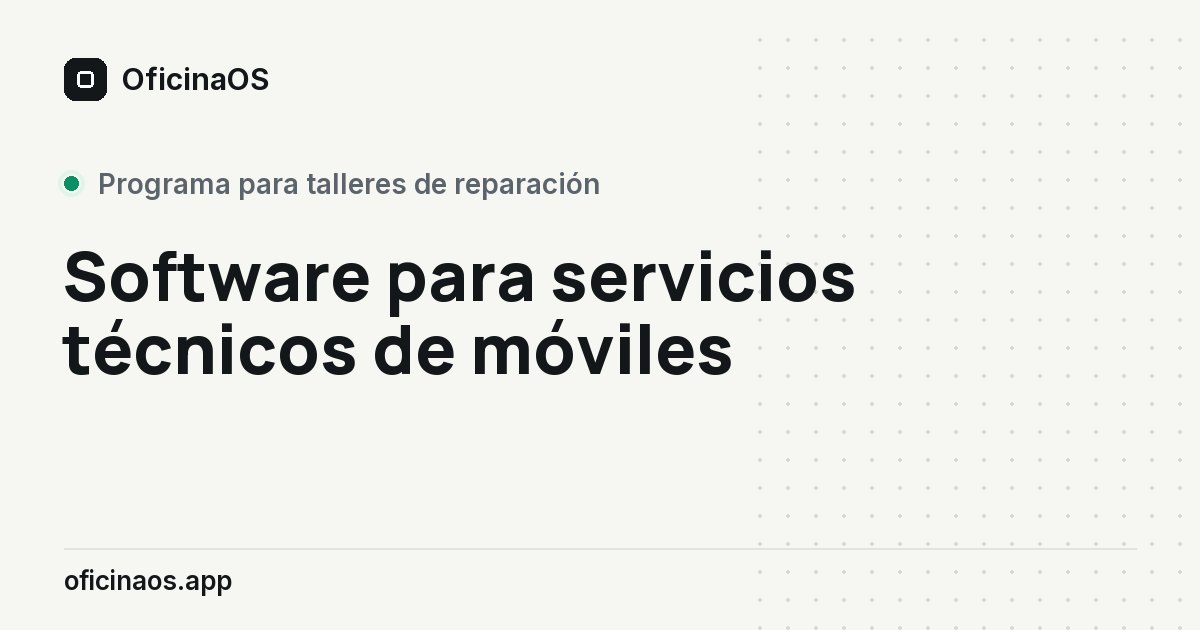 OficinaOS
Programa para talleres de reparación
Software para servicios
técnicos de móviles
oficinaos.app